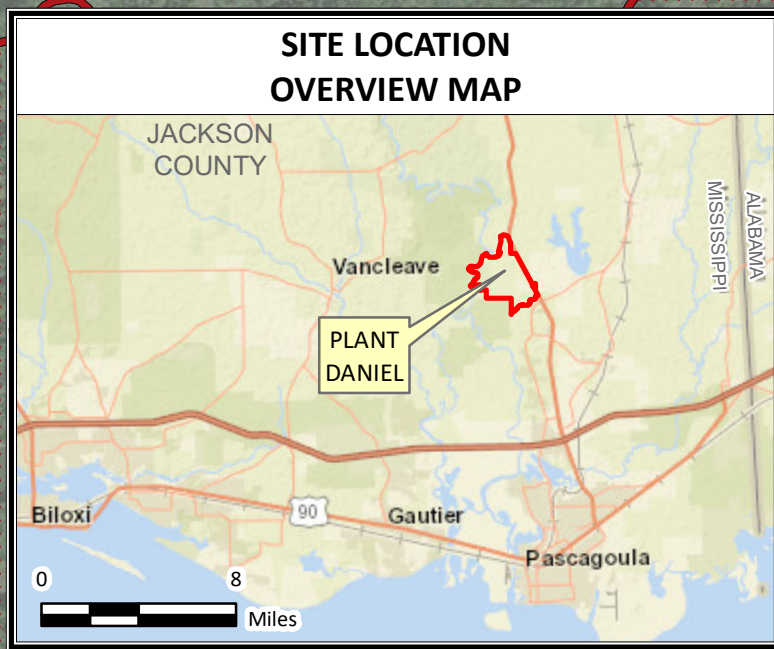 SITE LOCATION
OVERVIEW MAP
JACKSON
COUNTY
MISSISSIPPI
ALABAMA
Vancleave
PLANT
DANIEL
Biloxi
90
Gautier
Pascagoula
0 8
Miles